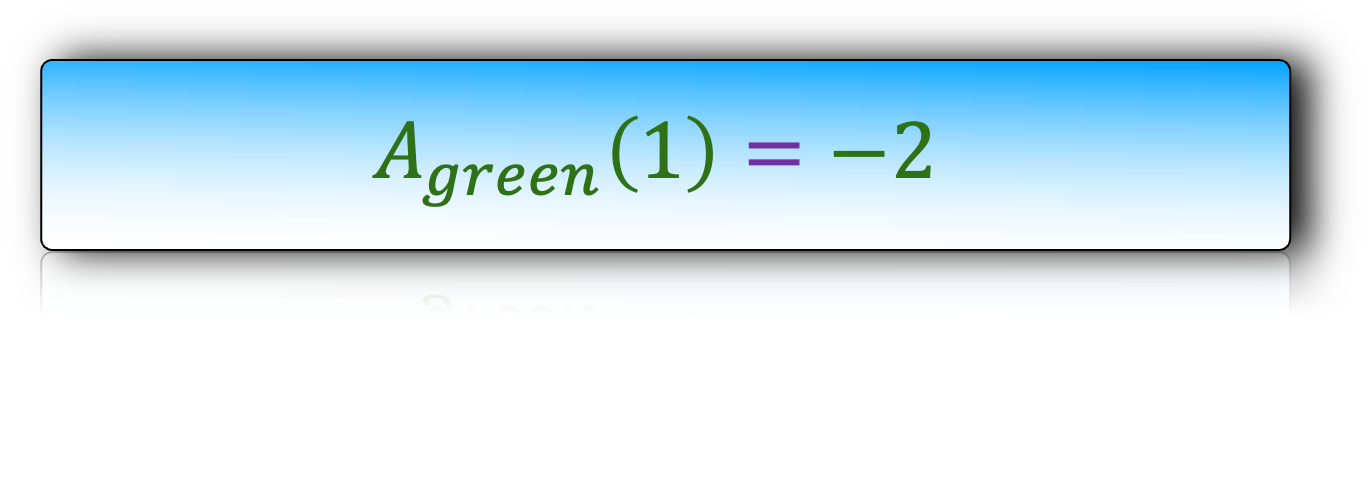 A_green(1) = −2